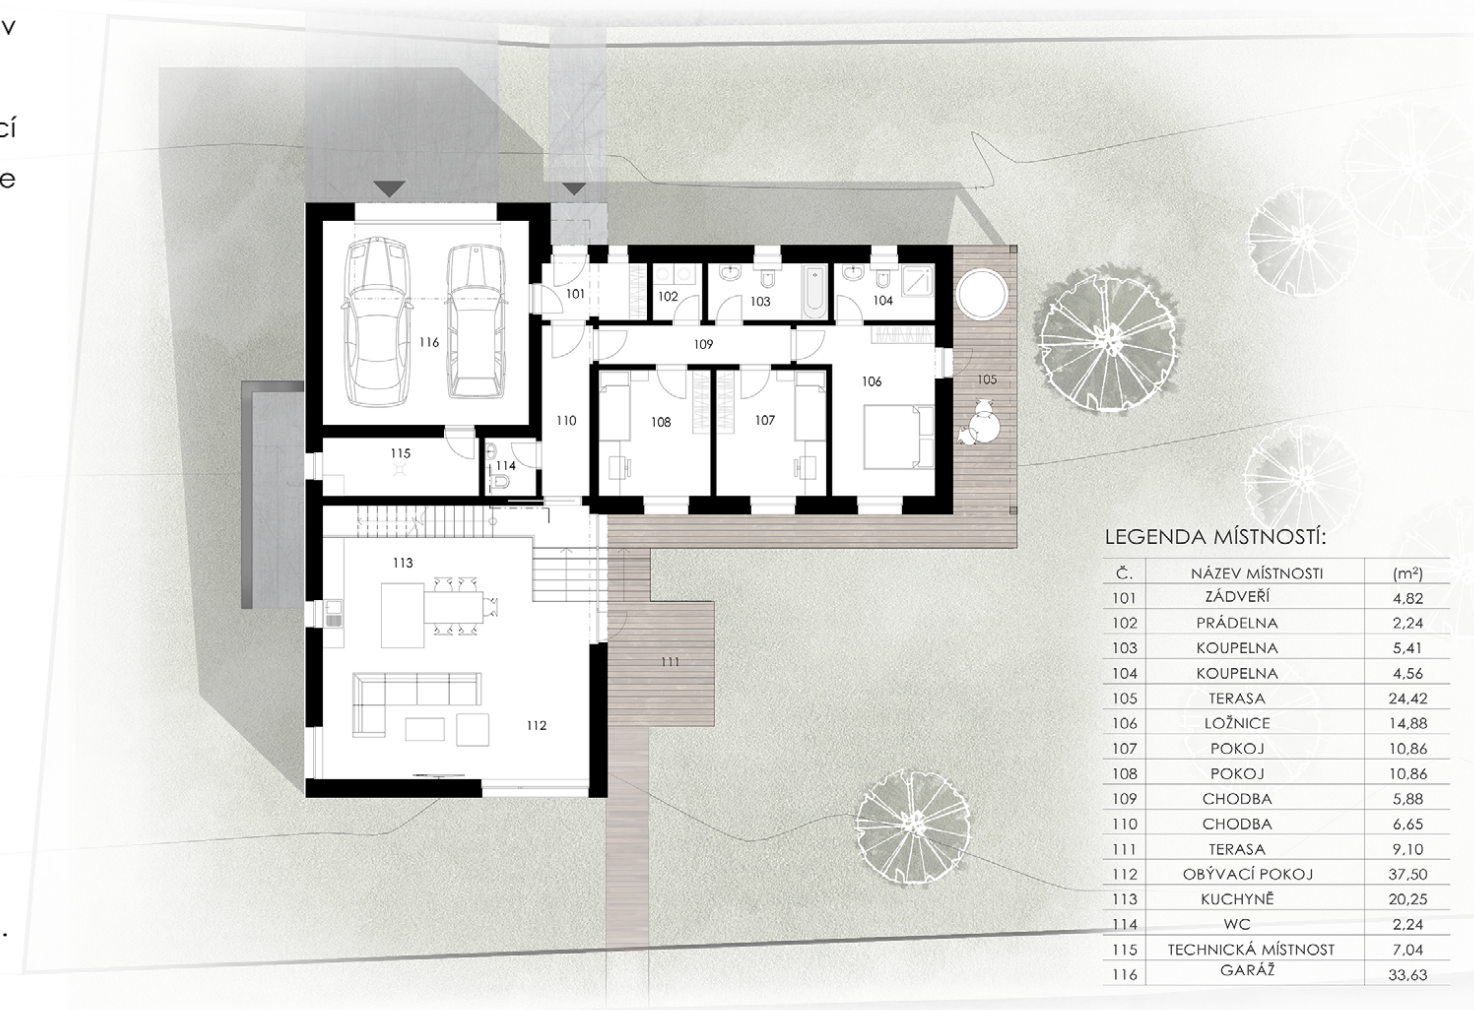 v
cí
e
.
101
102
103
104
105
106
107
108
109
110
111
112
113
114
115
116
LEGENDA MÍSTNOSTÍ:
Č. NÁZEV MÍSTNOSTI (m²)
101 ZÁDVEŘÍ 4,82
102 PRÁDELNA 2,24
103 KOUPELNA 5,41
104 KOUPELNA 4,56
105 TERASA 24,42
106 LOŽNICE 14,88
107 POKOJ 10,86
108 POKOJ 10,86
109 CHODBA 5,88
110 CHODBA 6,65
111 TERASA 9,10
112 OBÝVACÍ POKOJ 37,50
113 KUCHYNĚ 20,25
114 WC 2,24
115 TECHNICKÁ MÍSTNOST 7,04
116 GARÁŽ 33,63